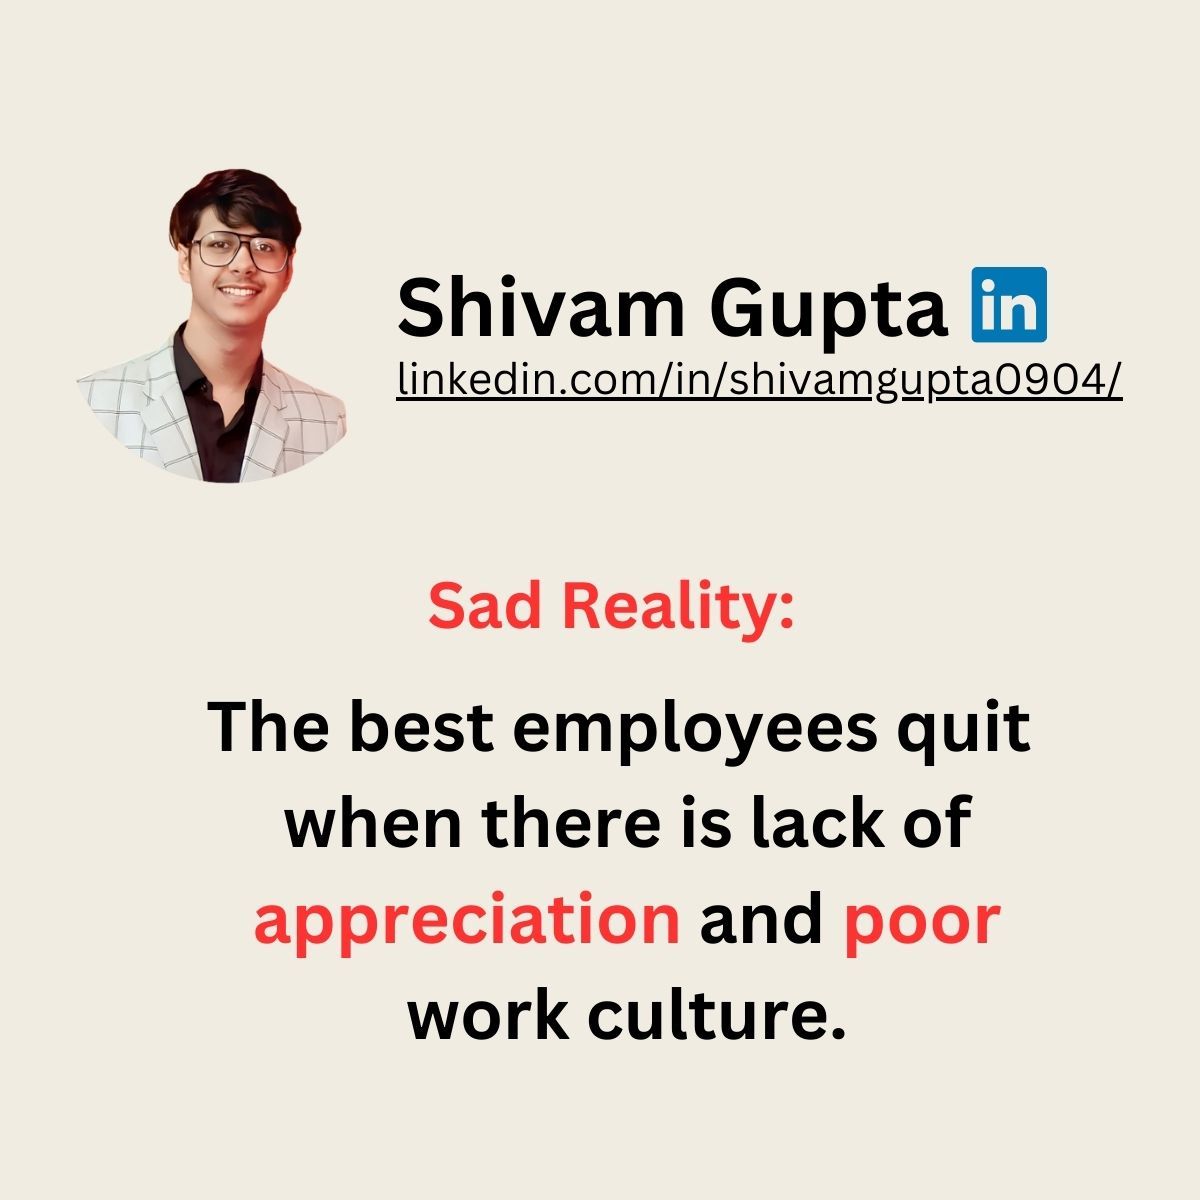 Shivam Gupta in
linkedin.com/in/shivamgupta0904/
Sad Reality:
The best employees quit
when there is lack of
appreciation and poor
work culture.